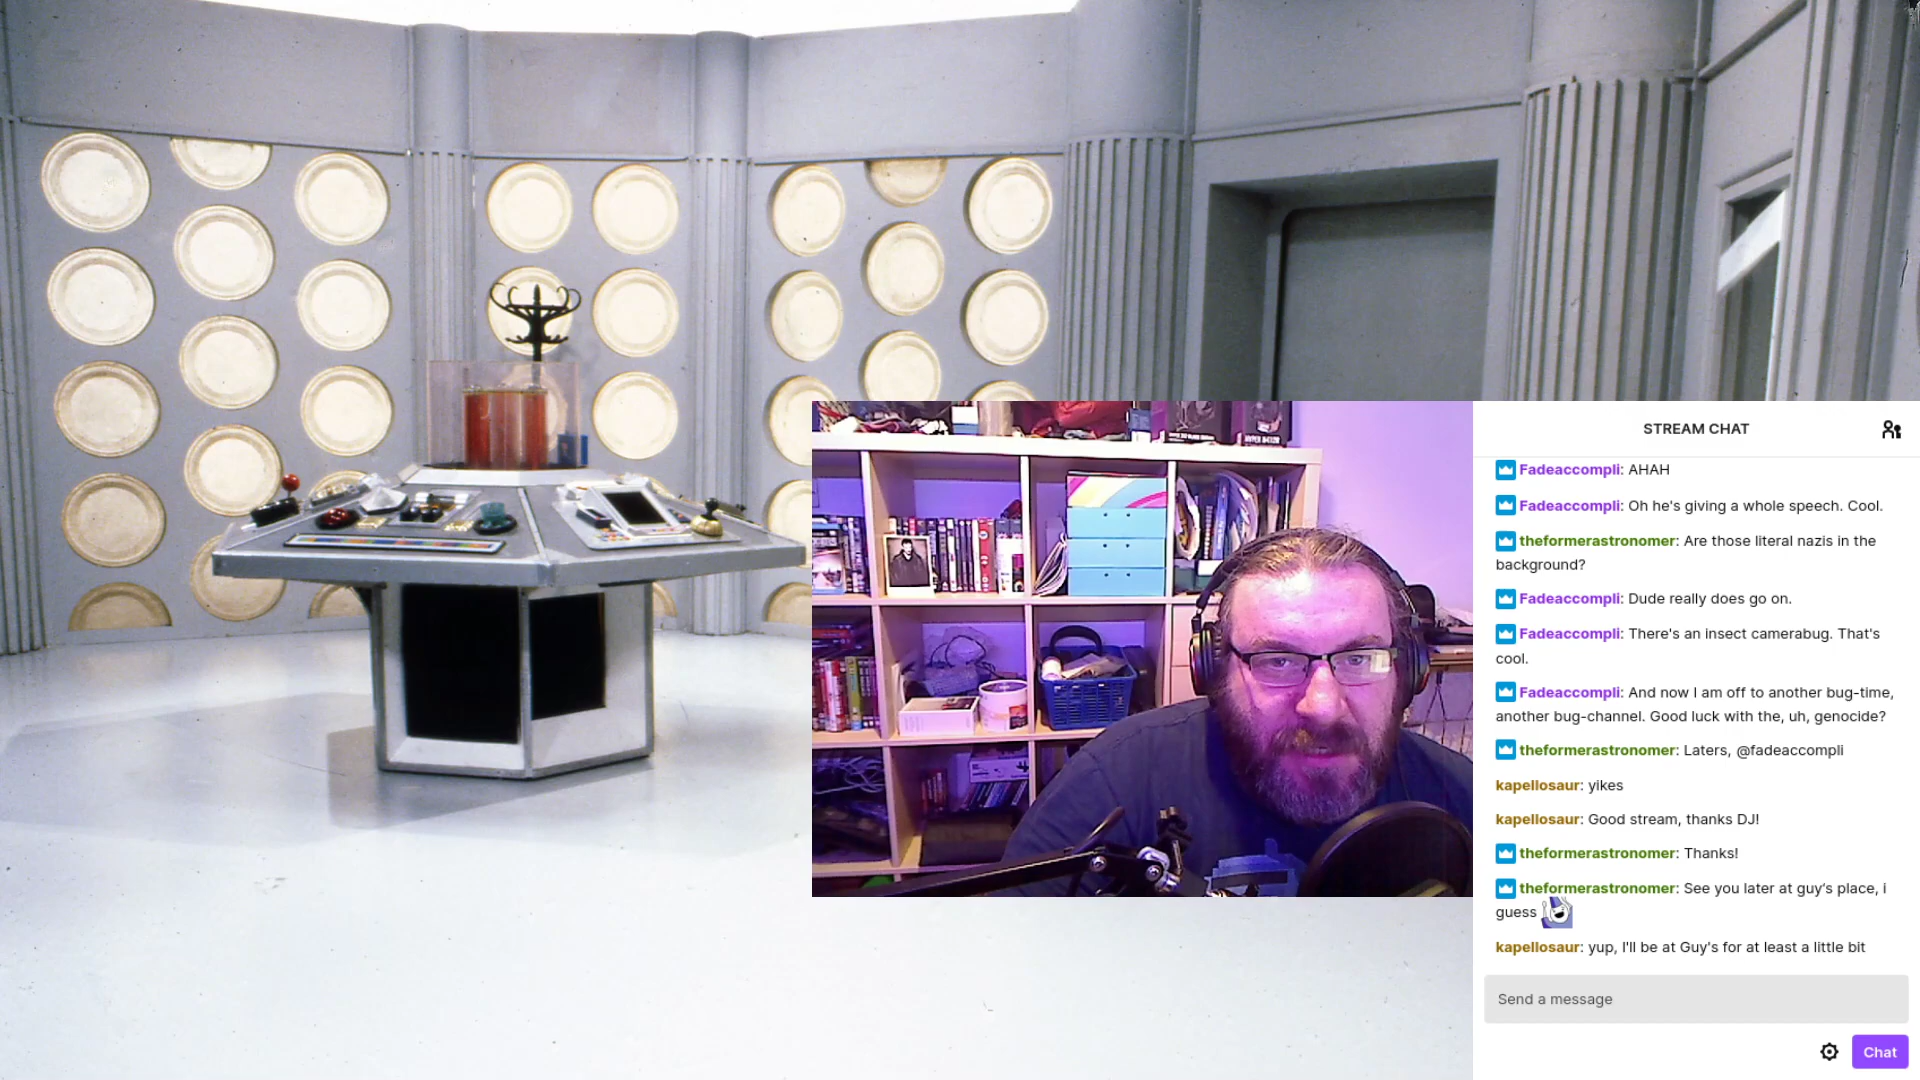 STREAM CHAT
Fadeaccompli: AHAH
Fadeaccompli: Oh he's giving a whole speech. Cool.
theformerastronomer: Are those literal nazis in the
background?
Fadeaccompli: Dude really does go on.
Fadeaccompli: There's an insect camerabug. That's
cool.
Fadeaccompli: And now I am off to another bug-time,
another bug-channel. Good luck with the, uh, genocide?
theformerastronomer: Laters, @fadeaccompli
kapellosaur: yikes
kapellosaur: Good stream, thanks DJ!
theformerastronomer: Thanks!
theformerastronomer: See you later at guy's place, i
guess
kapellosaur: yup, I'll be at Guy's for at least a little bit
Send a message
Chat